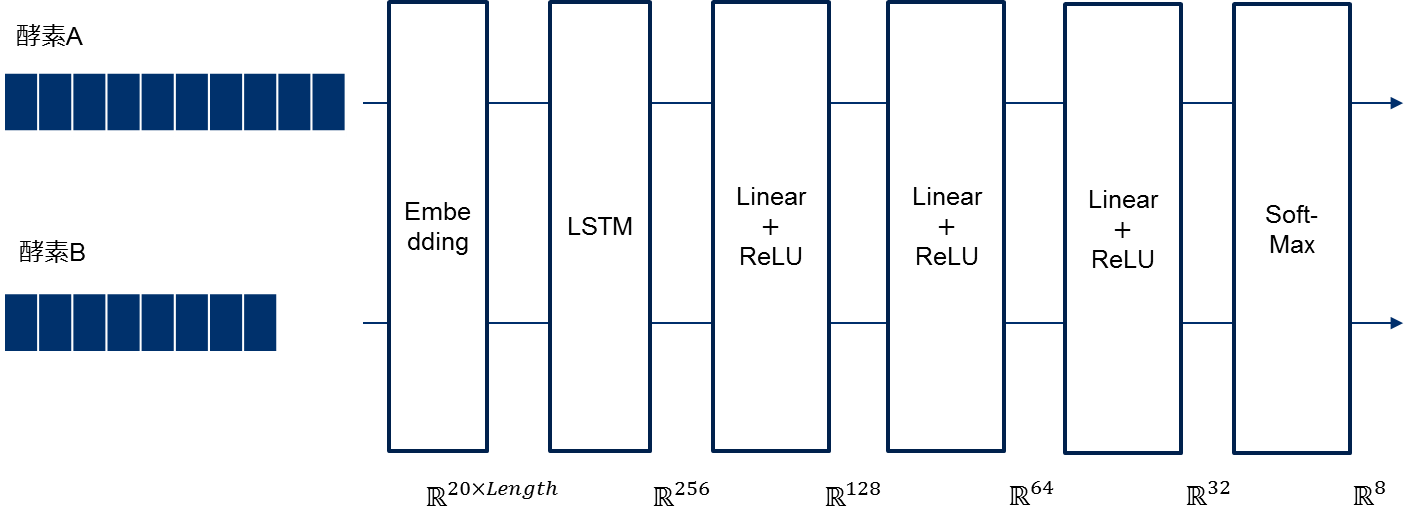 酵素A
酵素B
Embe
dding
LSTM
Linear
+
ReLU
Linear
+
ReLU
Linear
+
ReLU
Soft-
Max
ℝ^{20×Length}
ℝ^{256}
ℝ^{128}
ℝ^{64}
ℝ^{32}
ℝ^{8}